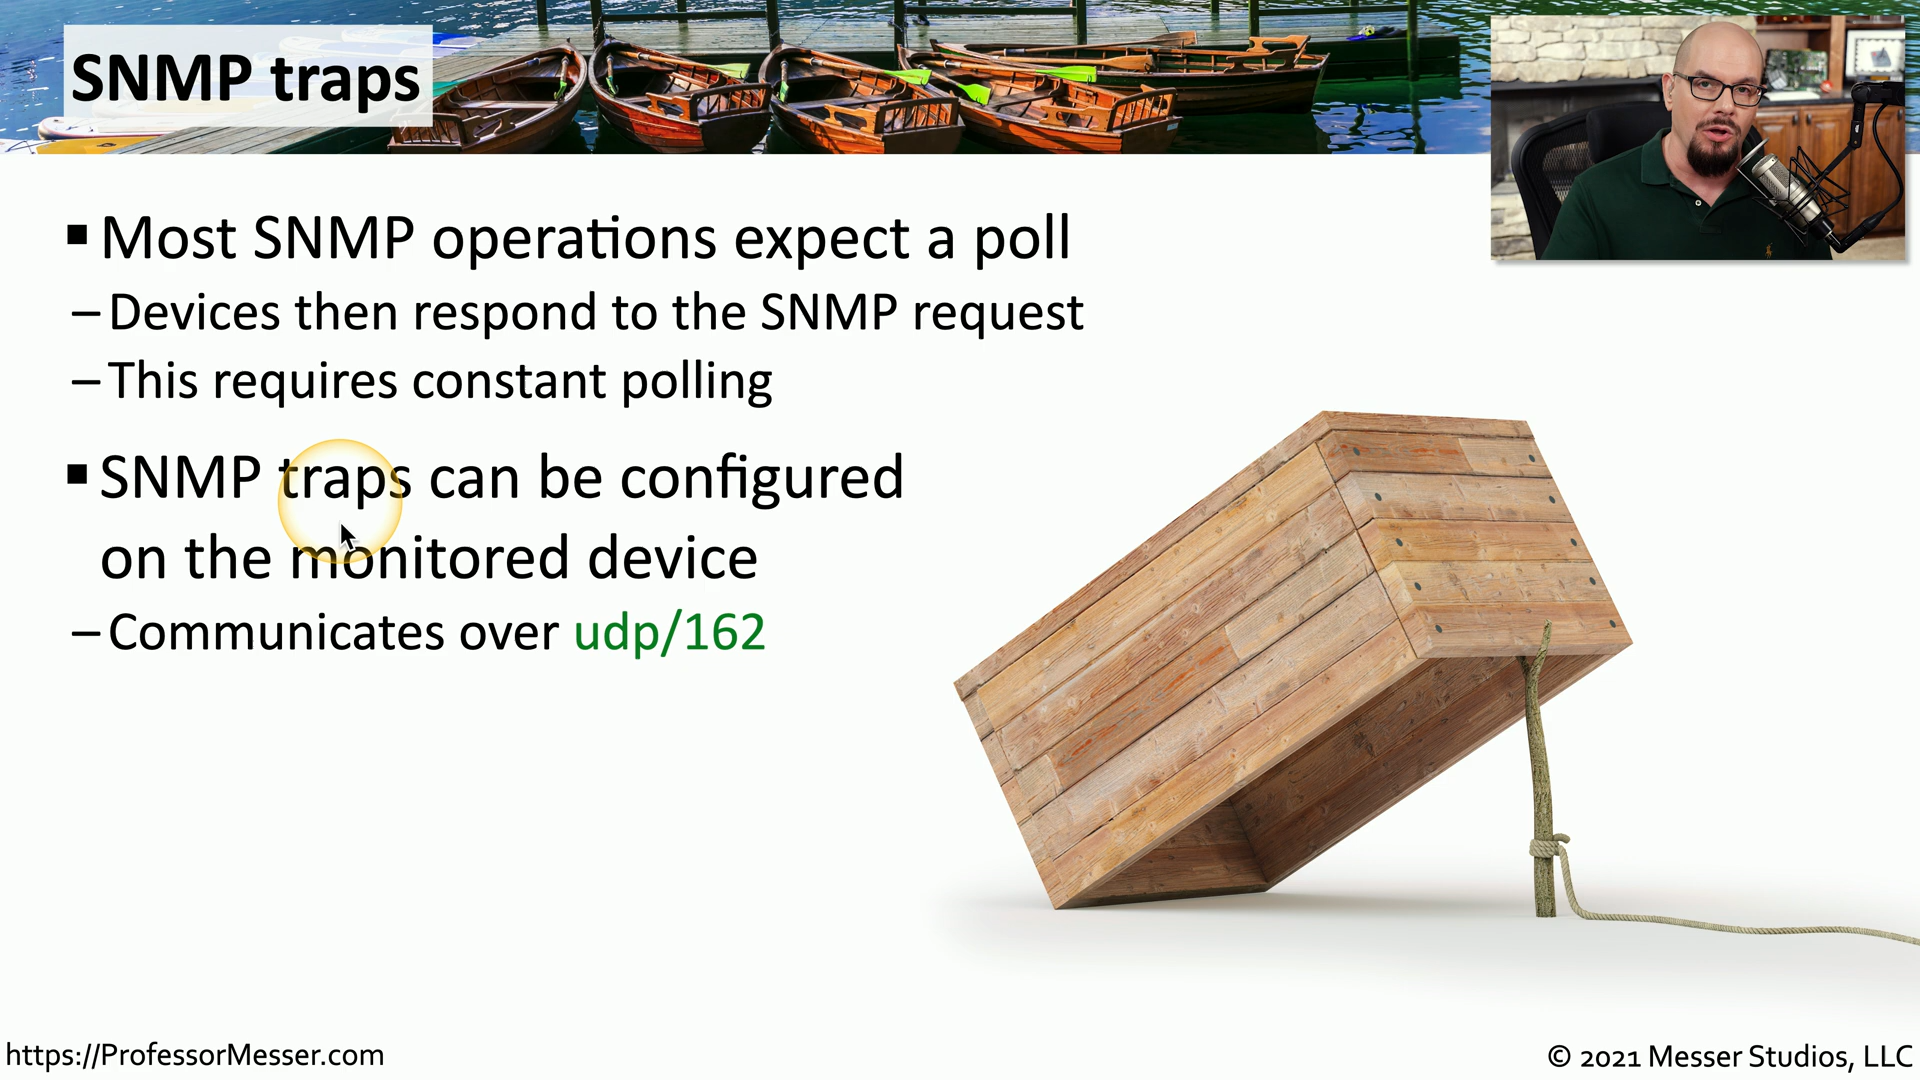 SNMP traps
▪ Most SNMP operations expect a poll
– Devices then respond to the SNMP request
– This requires constant polling
▪ SNMP traps can be configured
on the monitored device
– Communicates over udp/162
https://ProfessorMesser.com
© 2021 Messer Studios, LLC